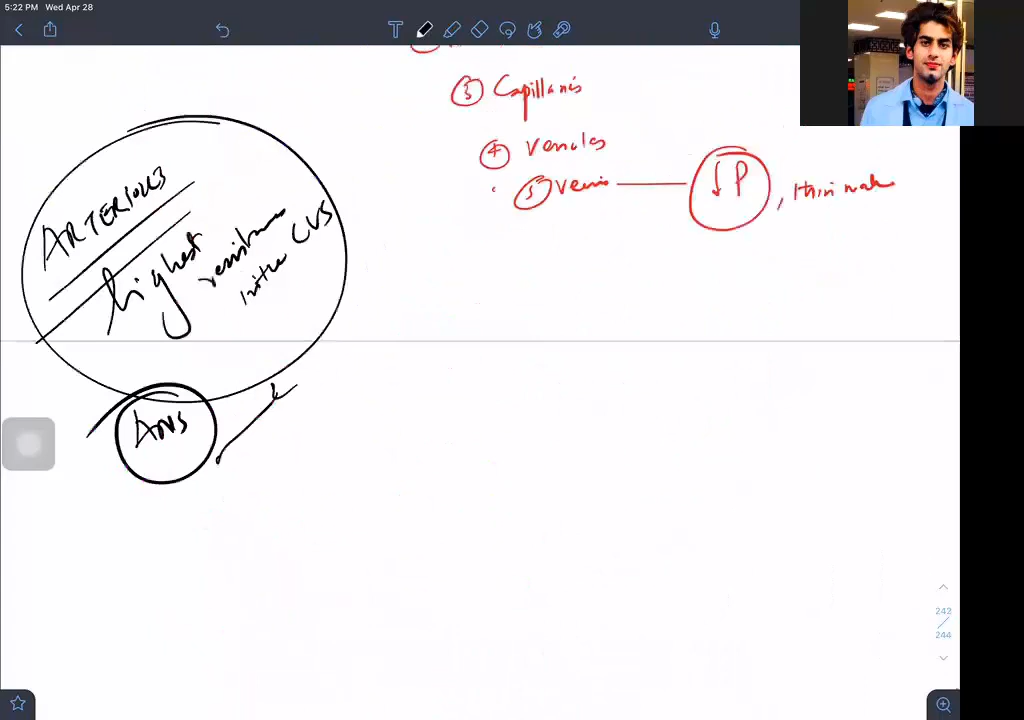 5:22 PM Wed Apr 28
T
③ Capillaries
④ Venules
⑤ Veins
↓ P
, thin
ARTERIOLES
highest
resistance
in the CVS
ANS
242
/
244